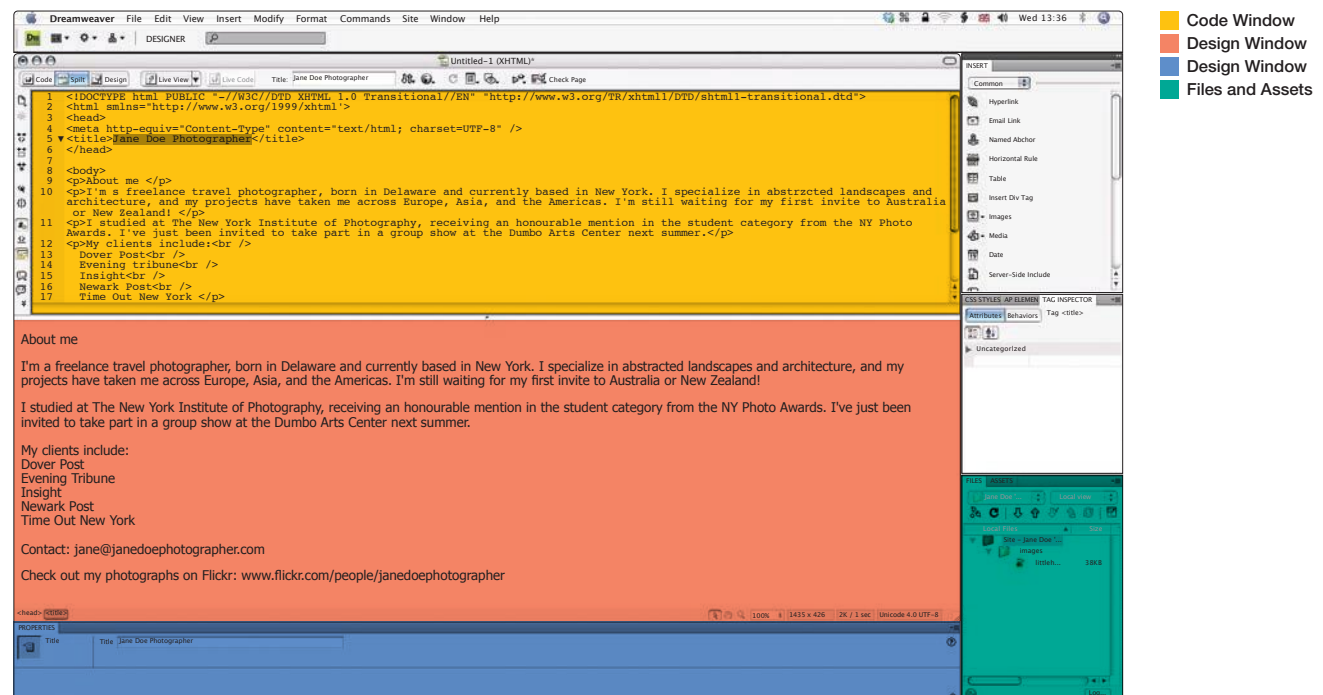 Dreamweaver File Edit View Insert Modify Format Commands Site Window Help
Wed 13:36
Dw
DESIGNER
Untitled-1 (XHTML)*
Code Split Design Live View Live Code Title: Jane Doe Photographer Check Page
1 <!DOCTYPE html PUBLIC "-//W3C//DTD XHTML 1.0 Transitional//EN" "http://www.w3.org/TR/xhtml1/DTD/shtml1-transitional.dtd">
2 <html smlns="http://www.w3.org/1999/xhtml'>
3 <head>
4 <meta http-equiv="Content-Type" content="text/html; charset=UTF-8" />
5 <title>Jane Doe Photographer</title>
6 </head>
7
8 <body>
9 <p>About me </p>
10 <p>I'm s freelance travel photographer, born in Delaware and currently based in New York. I specialize in abstrzcted landscapes and
architecture, and my projects have taken me across Europe, Asia, and the Americas. I'm still waiting for my first invite to Australia
or New Zealand! </p>
11 <p>I studied at The New York Institute of Photography, receiving an honourable mention in the student category from the NY Photo
Awards. I've just been invited to take part in a group show at the Dumbo Arts Center next summer.</p>
12 <p>My clients include:<br />
13 Dover Post<br />
14 Evening tribune<br />
15 Insight<br />
16 Newark Post<br />
17 Time Out New York </p>
About me
I'm a freelance travel photographer, born in Delaware and currently based in New York. I specialize in abstracted landscapes and architecture, and my
projects have taken me across Europe, Asia, and the Americas. I'm still waiting for my first invite to Australia or New Zealand!
I studied at The New York Institute of Photography, receiving an honourable mention in the student category from the NY Photo Awards. I've just been
invited to take part in a group show at the Dumbo Arts Center next summer.
My clients include:
Dover Post
Evening Tribune
Insight
Newark Post
Time Out New York
Contact: jane@janedoephotographer.com
Check out my photographs on Flickr: www.flickr.com/people/janedoephotographer
<head> <title> 100% 1435 x 426 2K / 1 sec Unicode 4.0 UTF-8
PROPERTIES
Title Title Jane Doe Photographer
INSERT
Common
Hyperlink
Email Link
Named Abchor
Horizontal Rule
Table
Insert Div Tag
Images
Media
Date
Server-Side Include
CSS STYLES AP ELEMEN TAG INSPECTOR
Attributes Behaviors Tag <title>
Uncategorized
FILES ASSETS
Jane Doe '... Local view
Local Files Size
Site - Jane Doe "...
images
littleh... 38KB
Log...
Code Window
Design Window
Design Window
Files and Assets